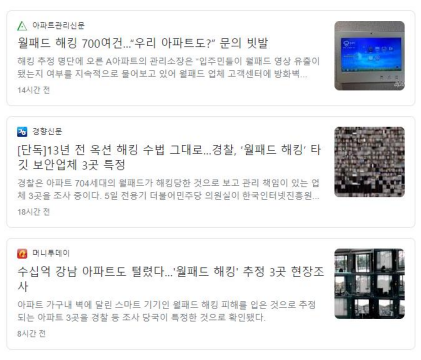 아파트관리신문
월패드 해킹 700여건..."우리 아파트도?" 문의 빗발
해킹 추정 명단에 오른 A아파트의 관리소장은 "입주민들이 월패드 영상 유출이
됐는지 여부를 지속적으로 물어보고 있어 월패드 업체 고객센터에 방화벽...
14시간 전
경향신문
[단독]13년 전 옥션 해킹 수법 그대로...경찰, '월패드 해킹' 타
깃 보안업체 3곳 특정
경찰은 아파트 704세대의 월패드가 해킹당한 것으로 보고 관리 책임이 있는 업
체 3곳을 조사 중이다. 5일 전용기 더불어민주당 의원실이 한국인터넷진흥원...
18시간 전
머니투데이
수십억 강남 아파트도 털렸다...'월패드 해킹' 추정 3곳 현장조
사
아파트 가구내 벽에 달린 스마트 기기인 월패드 해킹 피해를 입은 것으로 추정
되는 아파트 3곳을 경찰 등 조사 당국이 특정한 것으로 확인됐다.
8시간 전